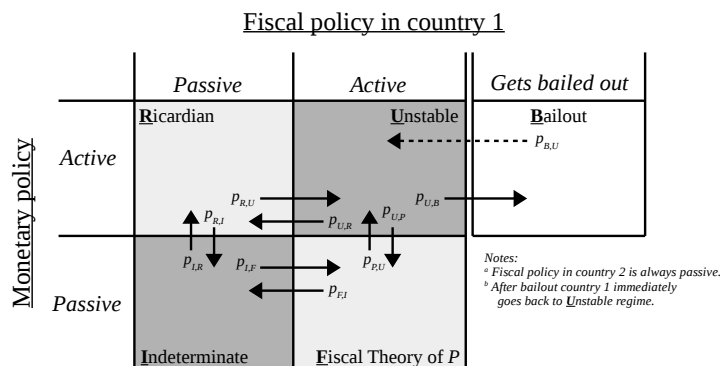 Fiscal policy in country 1
Passive
Active
Gets bailed out
Monetary policy
Active
Passive
Ricardian
Unstable
Bailout
p_{B,U}
p_{R,U}
p_{U,B}
p_{R,I}
p_{U,R}
p_{U,P}
p_{I,R}
p_{I,F}
p_{P,U}
p_{F,I}
Indeterminate
Fiscal Theory of P
Notes:
a Fiscal policy in country 2 is always passive.
b After bailout country 1 immediately
goes back to Unstable regime.